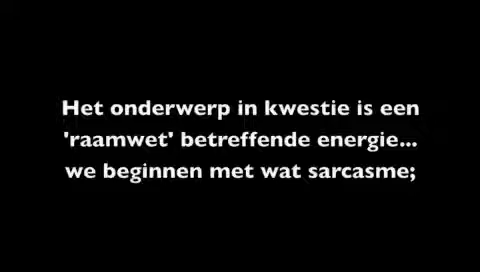 Het onderwerp in kwestie is een
'raamwet' betreffende energie...
we beginnen met wat sarcasme;